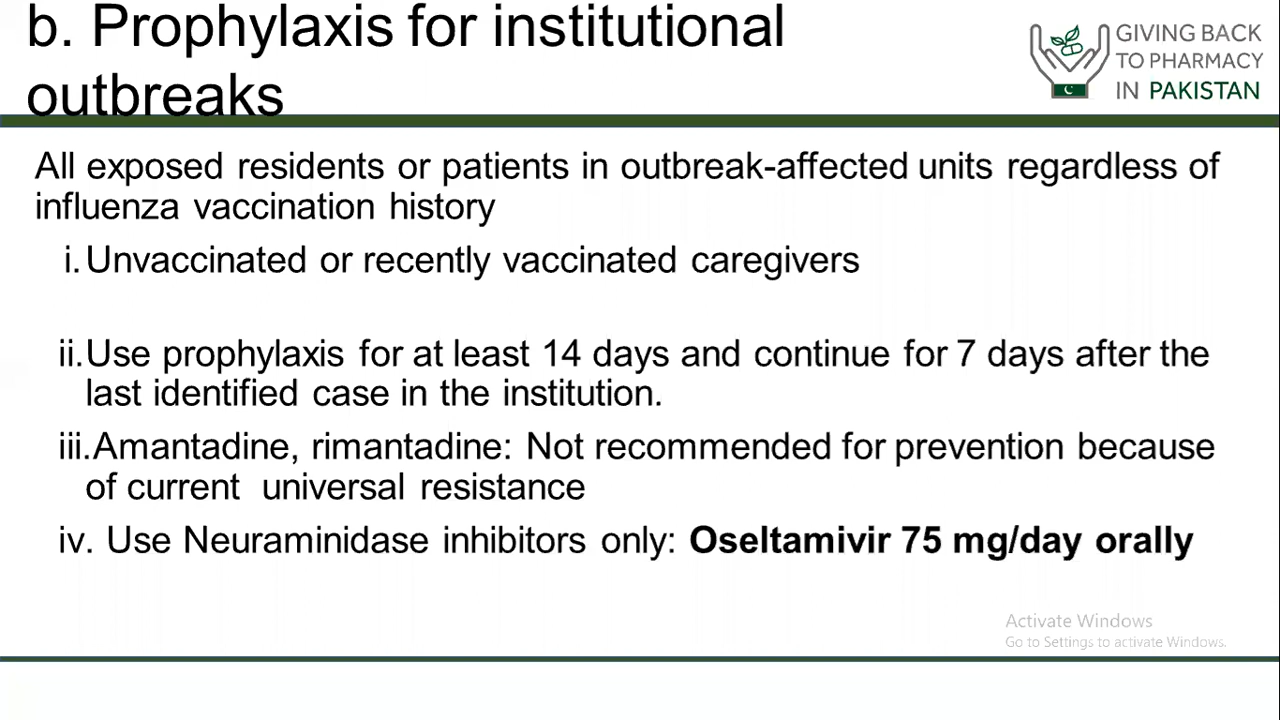 b. Prophylaxis for institutional
outbreaks
GIVING BACK
TO PHARMACY
IN PAKISTAN
All exposed residents or patients in outbreak-affected units regardless of
influenza vaccination history
i. Unvaccinated or recently vaccinated caregivers
ii. Use prophylaxis for at least 14 days and continue for 7 days after the
last identified case in the institution.
iii. Amantadine, rimantadine: Not recommended for prevention because
of current universal resistance
iv. Use Neuraminidase inhibitors only: Oseltamivir 75 mg/day orally
Activate Windows
Go to Settings to activate Windows.